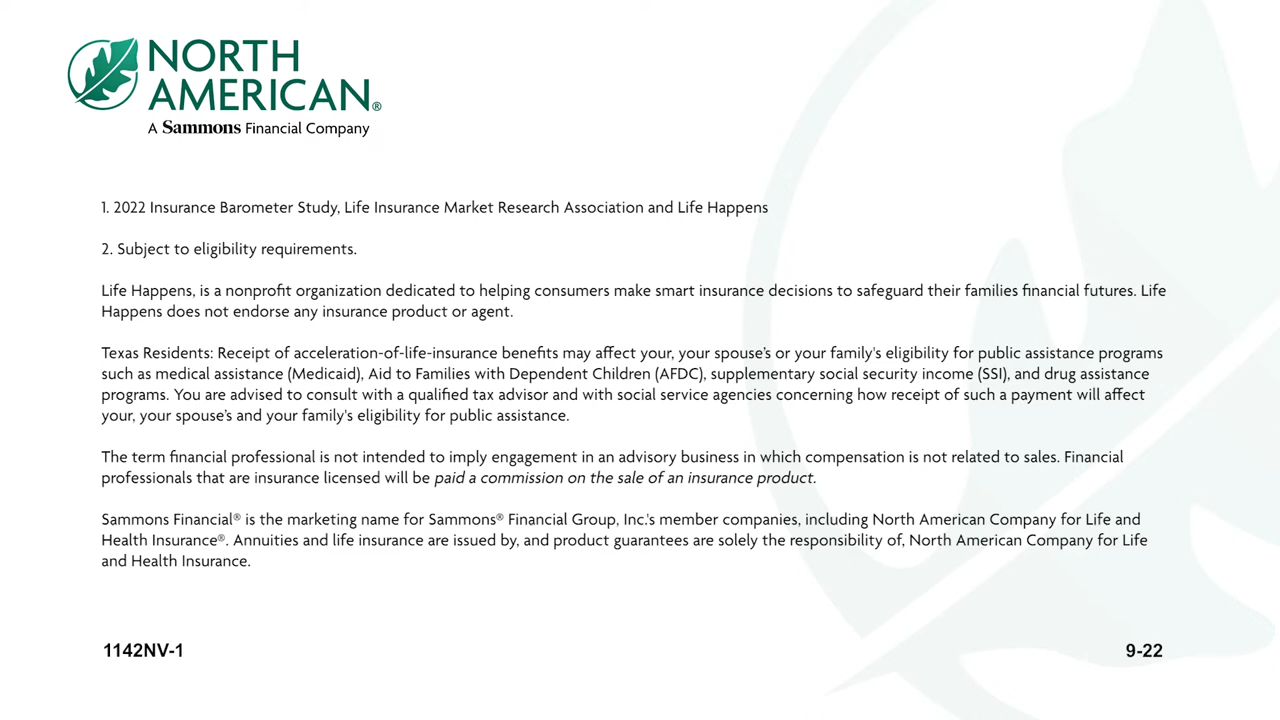 NORTH
AMERICAN®
A Sammons Financial Company
1. 2022 Insurance Barometer Study, Life Insurance Market Research Association and Life Happens
2. Subject to eligibility requirements.
Life Happens, is a nonprofit organization dedicated to helping consumers make smart insurance decisions to safeguard their families financial futures. Life
Happens does not endorse any insurance product or agent.
Texas Residents: Receipt of acceleration-of-life-insurance benefits may affect your, your spouse's or your family's eligibility for public assistance programs
such as medical assistance (Medicaid), Aid to Families with Dependent Children (AFDC), supplementary social security income (SSI), and drug assistance
programs. You are advised to consult with a qualified tax advisor and with social service agencies concerning how receipt of such a payment will affect
your, your spouse's and your family's eligibility for public assistance.
The term financial professional is not intended to imply engagement in an advisory business in which compensation is not related to sales. Financial
professionals that are insurance licensed will be paid a commission on the sale of an insurance product.
Sammons Financial® is the marketing name for Sammons® Financial Group, Inc.'s member companies, including North American Company for Life and
Health Insurance®. Annuities and life insurance are issued by, and product guarantees are solely the responsibility of, North American Company for Life
and Health Insurance.
1142NV-1
9-22